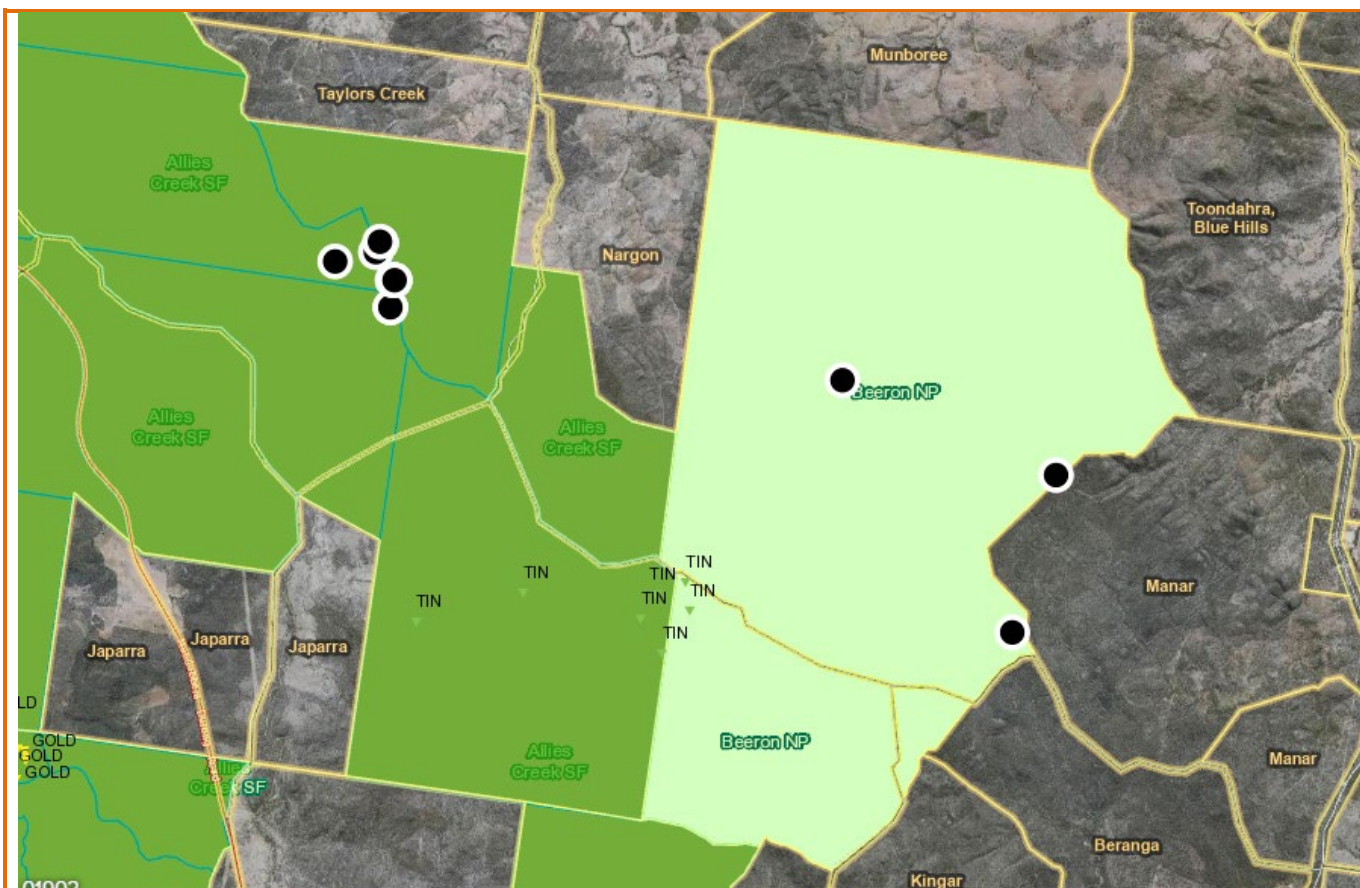 Munboree
Taylors Creek
Allies
Creek SF
Toondahra,
Blue Hills
Nargon
Beeron NP
Allies
Creek SF
Allies
Creek SF
TIN
TIN
TIN
TIN
TIN
TIN
TIN
Manar
Japarra
Japarra
Japarra
LD
GOLD
GOLD
GOLD
Beeron NP
Allies
Creek SF
Manar
Allies
Creek SF
Beranga
Kingar